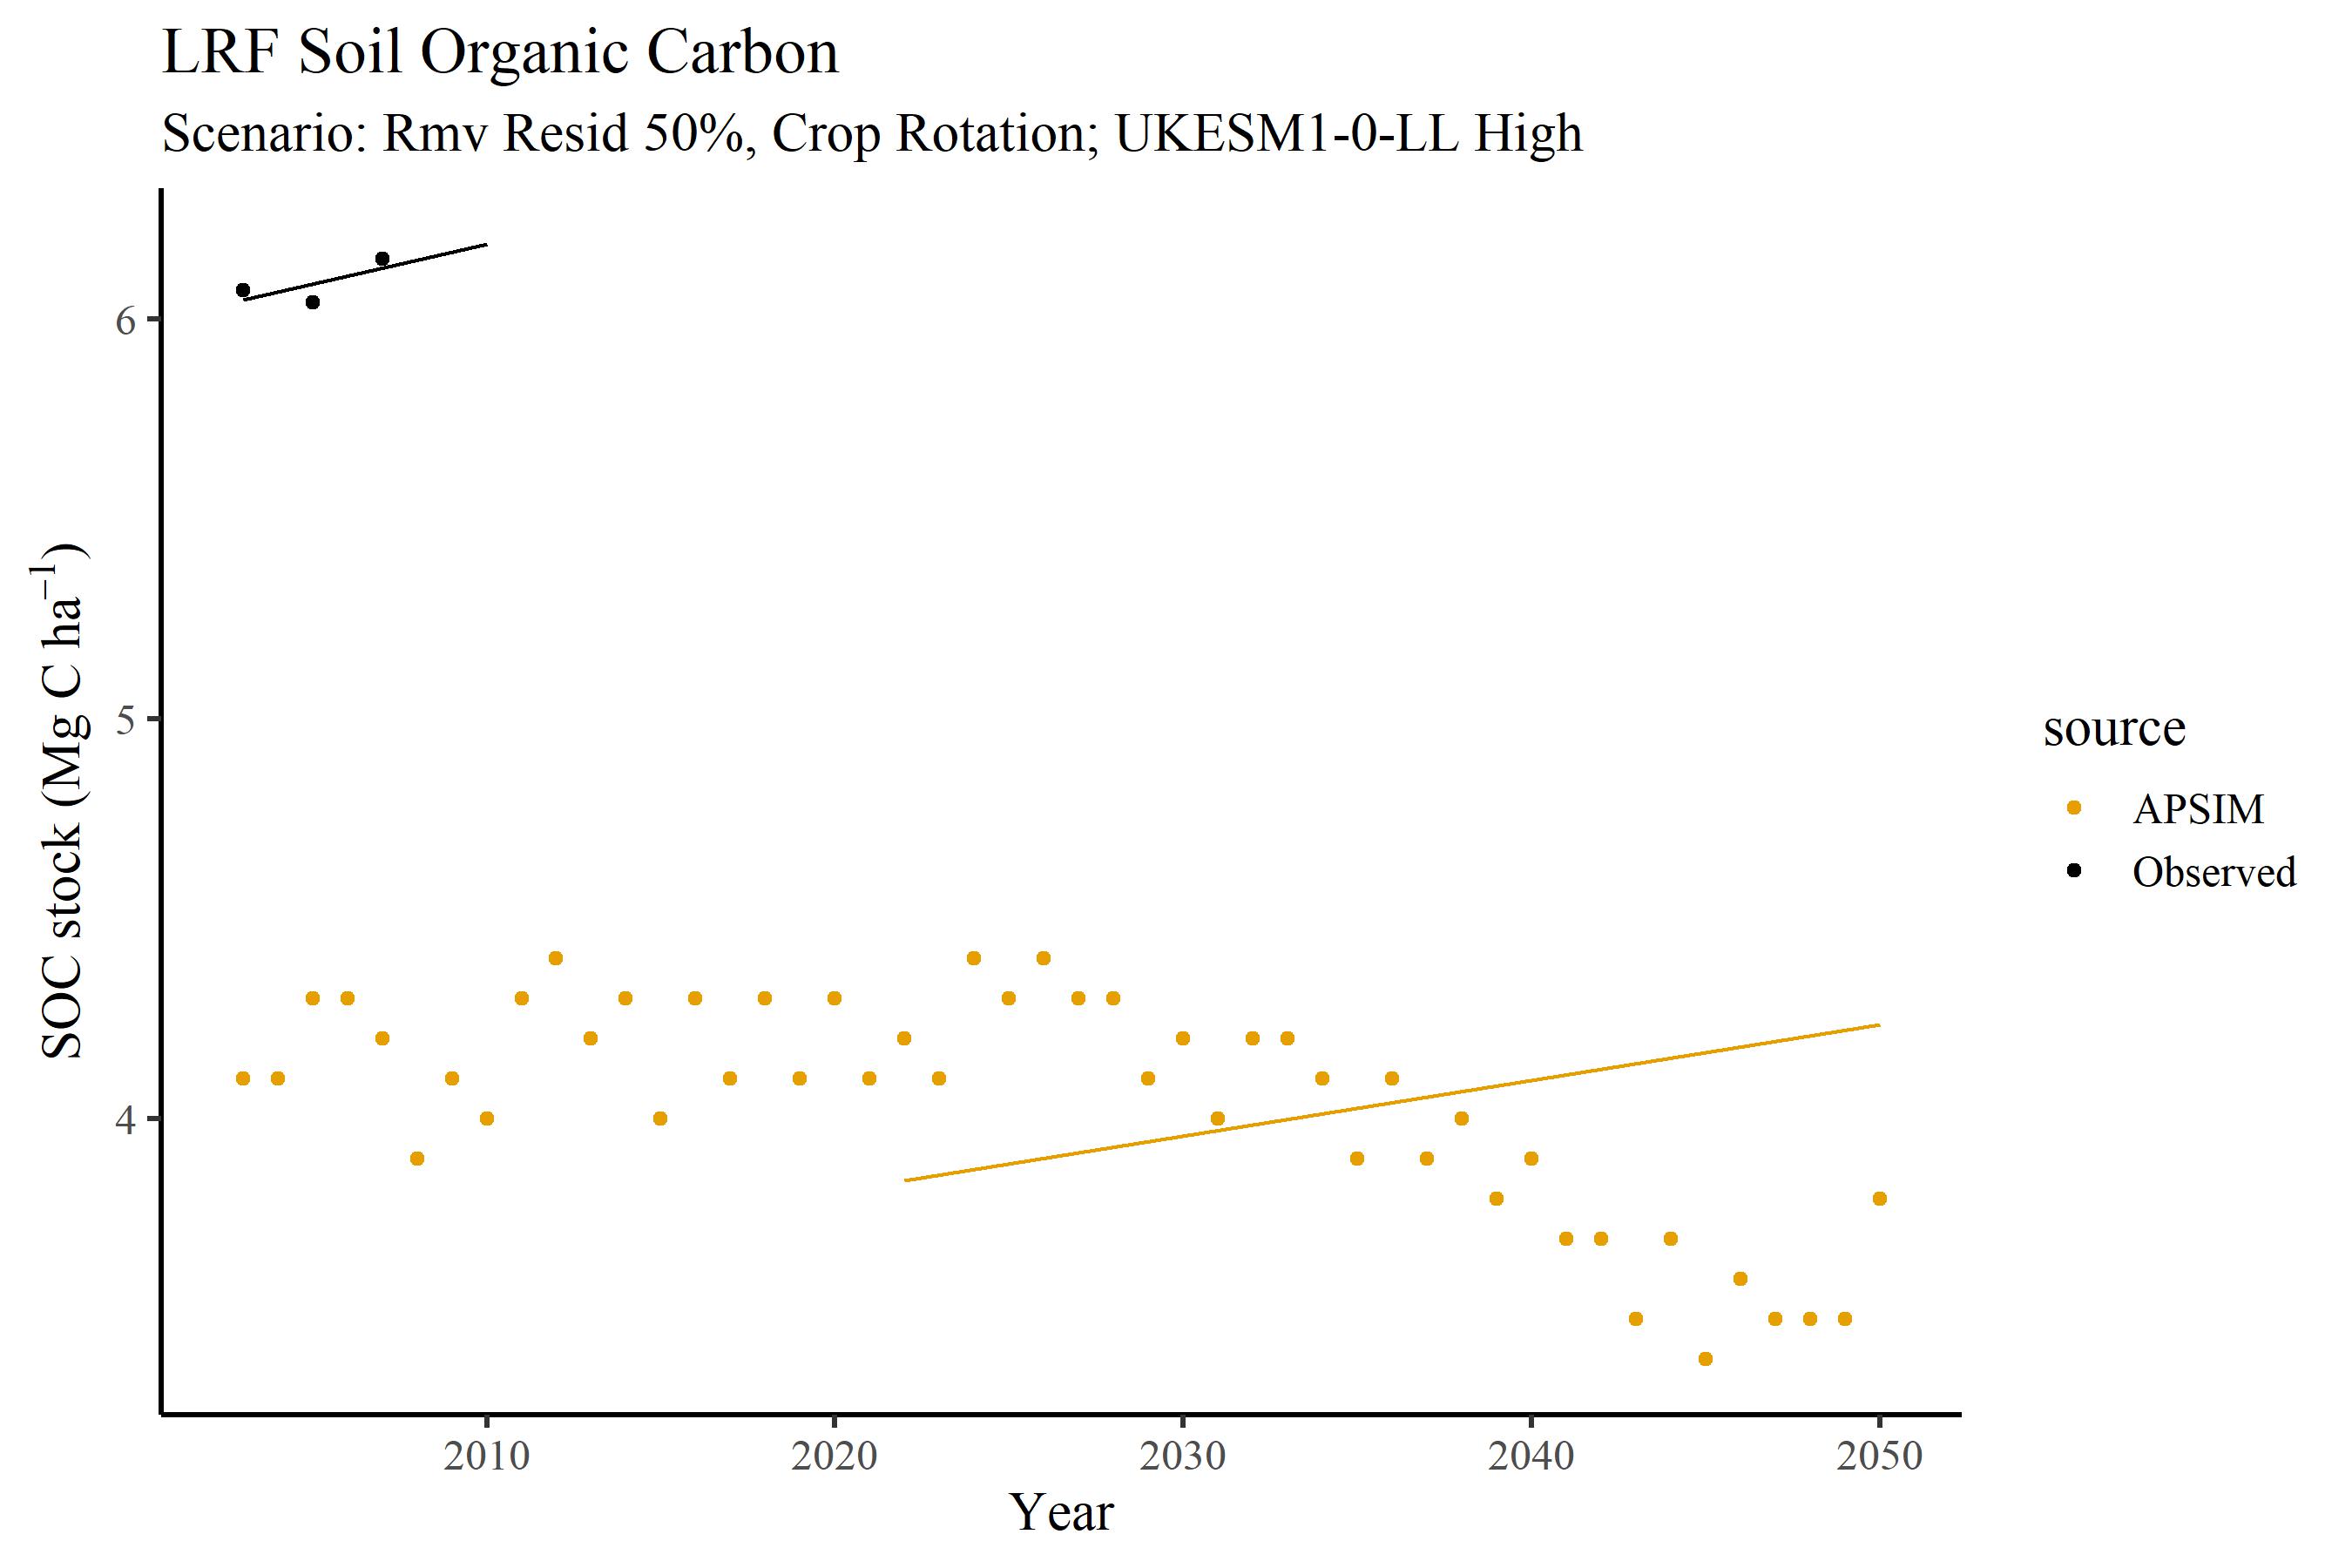 LRF Soil Organic Carbon
Scenario: Rmv Resid 50%, Crop Rotation; UKESM1-0-LL High
SOC stock (Mg C ha⁻¹)
6
5
4
2010 2020 2030 2040 2050
Year
source
APSIM
Observed